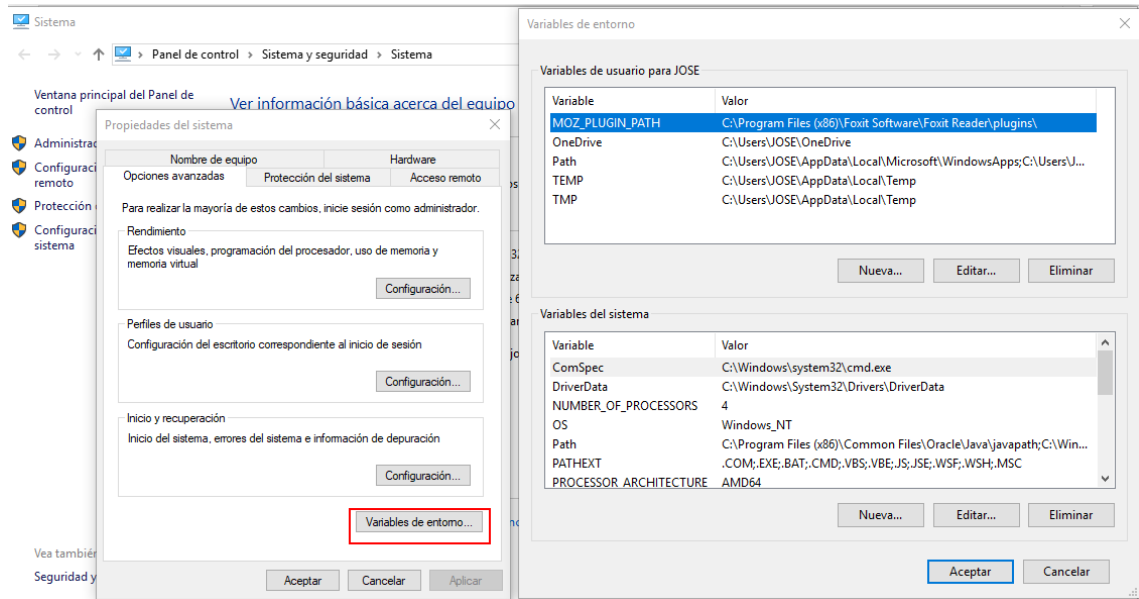 Sistema
Panel de control > Sistema y seguridad > Sistema
Ventana principal del Panel de
control
Ver información básica acerca del equipo
Administrac
Configuraci
remoto
Protección
Configuraci
sistema
Vea también
Seguridad y
Propiedades del sistema
Nombre de equipo
Hardware
Opciones avanzadas
Protección del sistema
Acceso remoto
Para realizar la mayoría de estos cambios, inicie sesión como administrador.
Rendimiento
Efectos visuales, programación del procesador, uso de memoria y
memoria virtual
Configuración...
Perfiles de usuario
Configuración del escritorio correspondiente al inicio de sesión
Configuración...
Inicio y recuperación
Inicio del sistema, errores del sistema e información de depuración
Configuración...
Variables de entorno...
Aceptar
Cancelar
Aplicar
Variables de entorno
Variables de usuario para JOSE
Variable Valor
MOZ_PLUGIN_PATH C:\Program Files (x86)\Foxit Software\Foxit Reader\plugins\
OneDrive C:\Users\JOSE\OneDrive
Path C:\Users\JOSE\AppData\Local\Microsoft\WindowsApps;C:\Users\J...
TEMP C:\Users\JOSE\AppData\Local\Temp
TMP C:\Users\JOSE\AppData\Local\Temp
Nueva...
Editar...
Eliminar
Variables del sistema
Variable Valor
ComSpec C:\Windows\system32\cmd.exe
DriverData C:\Windows\System32\Drivers\DriverData
NUMBER_OF_PROCESSORS 4
OS Windows_NT
Path C:\Program Files (x86)\Common Files\Oracle\Java\javapath;C:\Win...
PATHEXT .COM;.EXE;.BAT;.CMD;.VBS;.VBE;.JS;.JSE;.WSF;.WSH;.MSC
PROCESSOR_ARCHITECTURE AMD64
Nueva...
Editar...
Eliminar
Aceptar
Cancelar